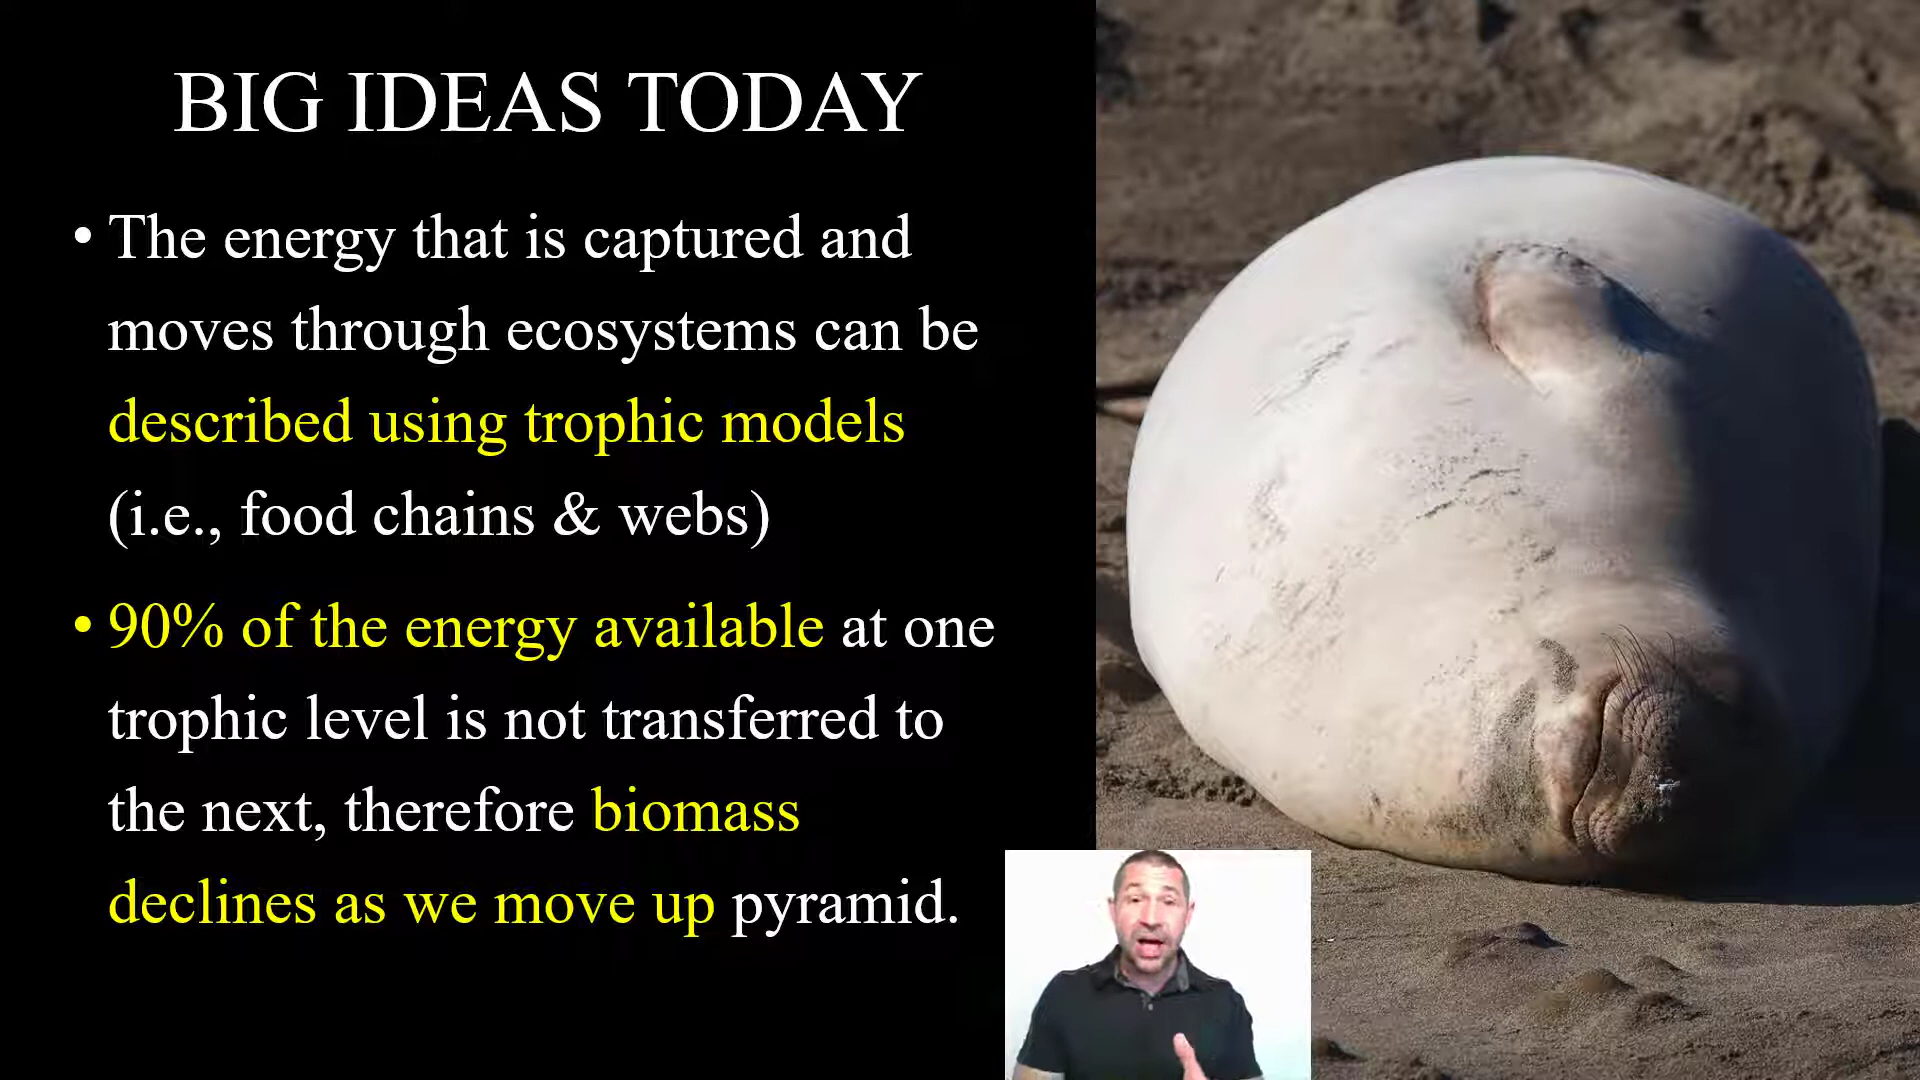 BIG IDEAS TODAY
• The energy that is captured and
moves through ecosystems can be
described using trophic models
(i.e., food chains & webs)
• 90% of the energy available at one
trophic level is not transferred to
the next, therefore biomass
declines as we move up pyramid.